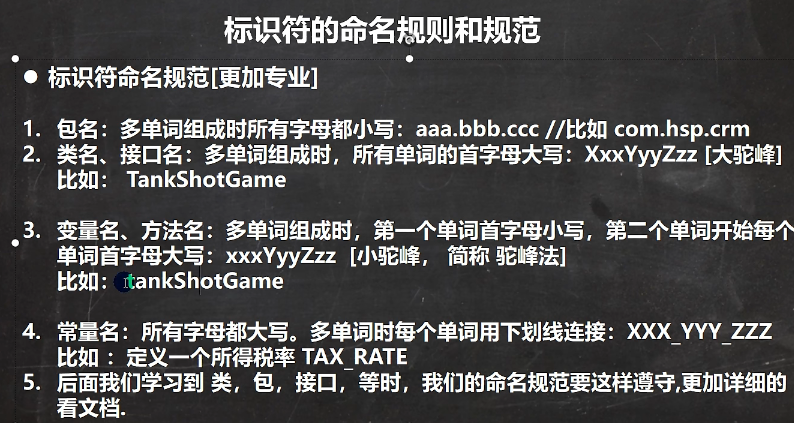 标识符的命名规则和规范
● 标识符命名规范[更加专业]
1. 包名：多单词组成时所有字母都小写：aaa.bbb.ccc //比如 com.hsp.crm
2. 类名、接口名：多单词组成时，所有单词的首字母大写：XxxYyyZzz [大驼峰]
比如： TankShotGame
3. 变量名、方法名：多单词组成时，第一个单词首字母小写，第二个单词开始每个
单词首字母大写：xxxYyyZzz [小驼峰， 简称 驼峰法]
比如： tankShotGame
4. 常量名：所有字母都大写。多单词时每个单词用下划线连接：XXX_YYY_ZZZ
比如 ：定义一个所得税率 TAX_RATE
5. 后面我们学习到 类，包，接口，等时，我们的命名规范要这样遵守,更加详细的
看文档.